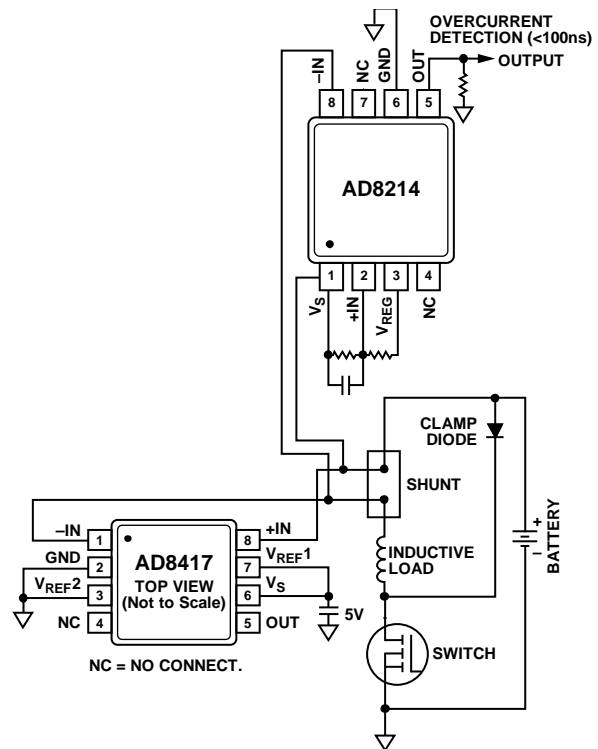 OVERCURRENT
DETECTION (<100ns)
OUTPUT
–IN
NC
GND
OUT
8
7
6
5
AD8214
1
2
3
4
VS
+IN
VREG
NC
CLAMP
DIODE
SHUNT
INDUCTIVE
LOAD
+
–
BATTERY
SWITCH
–IN
1
GND
2
VREF2
3
NC
4
AD8417
TOP VIEW
(Not to Scale)
8
+IN
7
VREF1
6
VS
5
OUT
5V
NC = NO CONNECT.